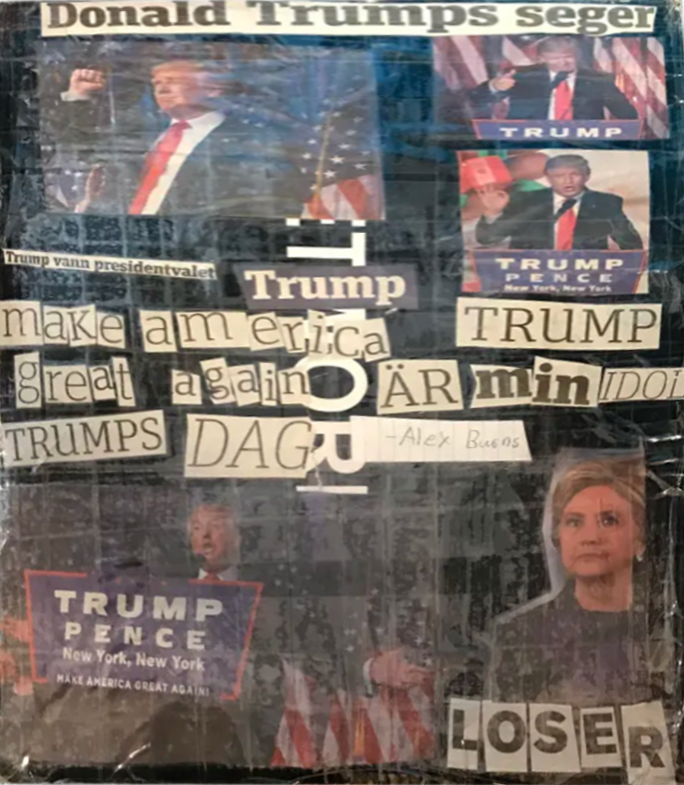 Donald Trumps seger
TRUMP
TRUMP
PENCE
New York, New York
Trump vann presidentvalet
Trump
make america
great again
TRUMP
ÄR min IDOL
TRUMPS DAG
-Alex Buens
TRUMP
PENCE
New York, New York
MAKE AMERICA GREAT AGAIN!
LOSER